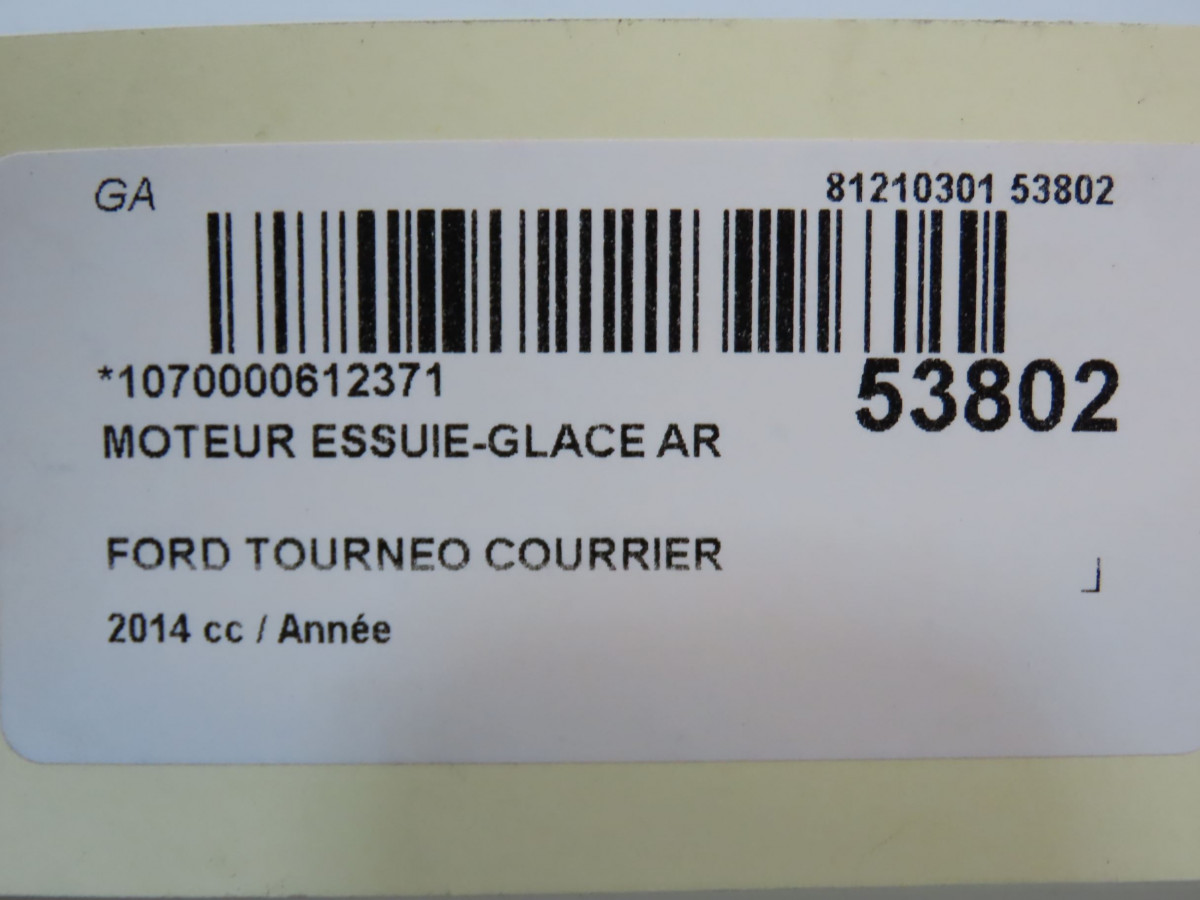 GA
81210301 53802
*1070000612371
53802
MOTEUR ESSUIE-GLACE AR
FORD TOURNEO COURRIER
2014 cc / Année